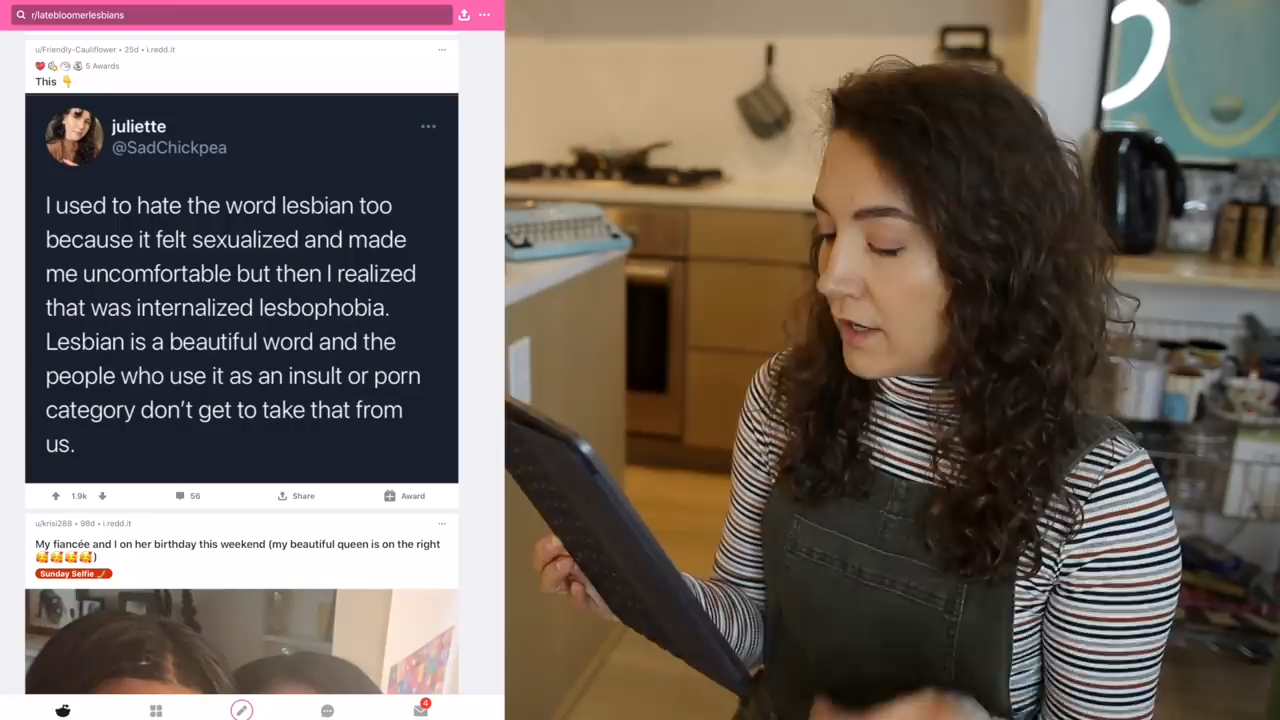 r/latebloomerlesbians
u/Friendly-Cauliflower • 25d • i.redd.it
5 Awards
This 👇
juliette
@SadChickpea
I used to hate the word lesbian too
because it felt sexualized and made
me uncomfortable but then I realized
that was internalized lesbophobia.
Lesbian is a beautiful word and the
people who use it as an insult or porn
category don't get to take that from
us.
1.9k
56
Share
Award
u/krisi288 • 98d • i.redd.it
My fiancée and I on her birthday this weekend (my beautiful queen is on the right
🥰🥰🥰🥰)
Sunday Selfie 🤳
4